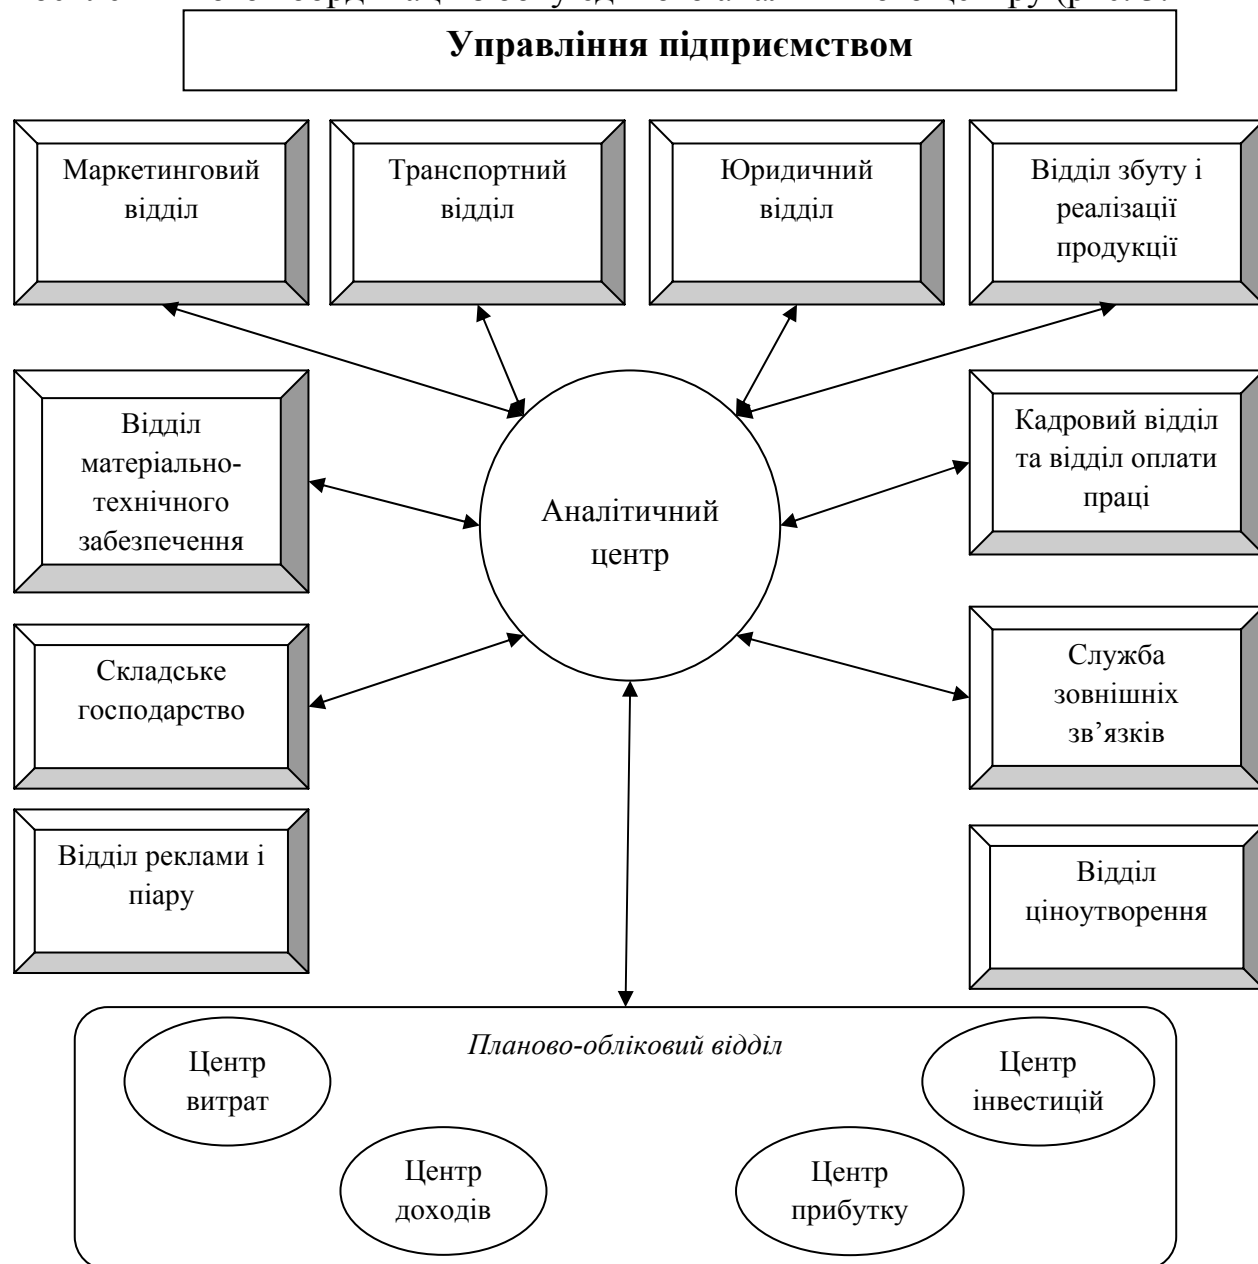 Управління підприємством
Маркетинговий
відділ
Транспортний
відділ
Юридичний
відділ
Відділ збуту і
реалізації
продукції
Відділ
матеріально-
технічного
забезпечення
Аналітичний
центр
Кадровий відділ
та відділ оплати
праці
Складське
господарство
Служба
зовнішніх
зв’язків
Відділ реклами і
піару
Відділ
ціноутворення
Планово-обліковий відділ
Центр
витрат
Центр
інвестицій
Центр
доходів
Центр
прибутку